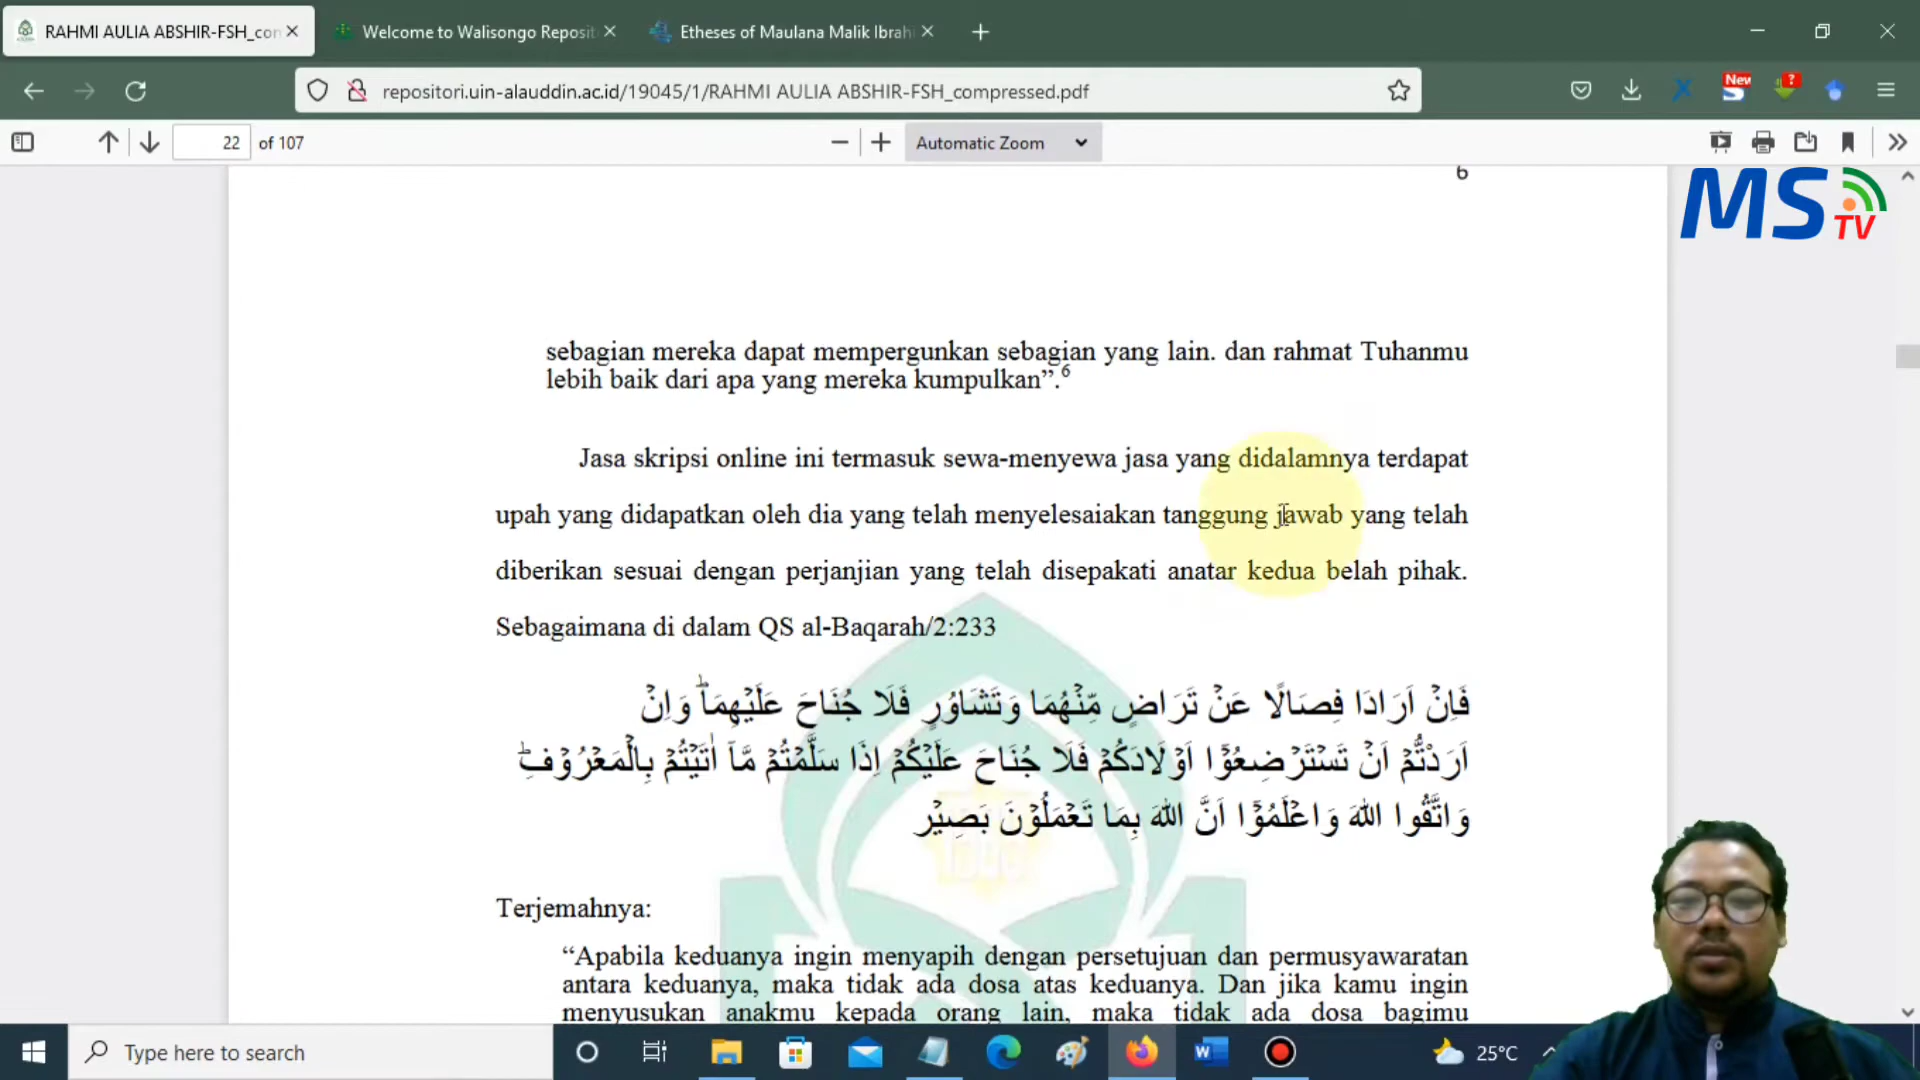 RAHMI AULIA ABSHIR-FSH_con
Welcome to Walisongo Reposit
Etheses of Maulana Malik Ibrah
repositori.uin-alauddin.ac.id/19045/1/RAHMI AULIA ABSHIR-FSH_compressed.pdf
New
?
22 of 107
Automatic Zoom
6
MS
TV
sebagian mereka dapat mempergunkan sebagian yang lain. dan rahmat Tuhanmu
lebih baik dari apa yang mereka kumpulkan”.⁶
Jasa skripsi online ini termasuk sewa-menyewa jasa yang didalamnya terdapat
upah yang didapatkan oleh dia yang telah menyelesaiakan tanggung jawab yang telah
diberikan sesuai dengan perjanjian yang telah disepakati anatar kedua belah pihak.
Sebagaimana di dalam QS al-Baqarah/2:233
فَاِنْ اَرَادَا فِصَالًا عَنْ تَرَاضٍ مِّنْهُمَا وَتَشَاوُرٍ فَلَا جُنَاحَ عَلَيْهِمَاۗ وَاِنْ
اَرَدْتُّمْ اَنْ تَسْتَرْضِعُوْٓا اَوْلَادَكُمْ فَلَا جُنَاحَ عَلَيْكُمْ اِذَا سَلَّمْتُمْ مَّآ اٰتَيْتُمْ بِالْمَعْرُوْفِۗ
وَاتَّقُوا اللّٰهَ وَاعْلَمُوْٓا اَنَّ اللّٰهَ بِمَا تَعْمَلُوْنَ بَصِيْر
Terjemahnya:
“Apabila keduanya ingin menyapih dengan persetujuan dan permusyawaratan
antara keduanya, maka tidak ada dosa atas keduanya. Dan jika kamu ingin
menyusukan anakmu kepada orang lain, maka tidak ada dosa bagimu
Type here to search
25°C